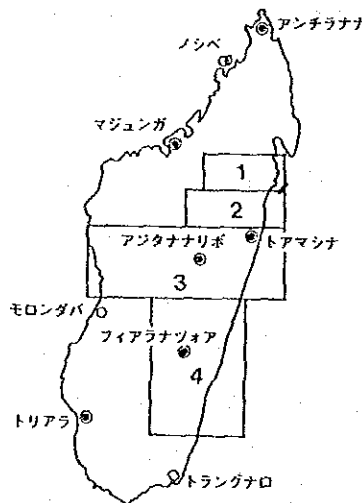 アンチラナナ
ノシベ
マジュンガ
1
2
アンタナナリボ
トアマシナ
3
モロンダバ
フィアラナツォア
4
トリアラ
トラングナロ